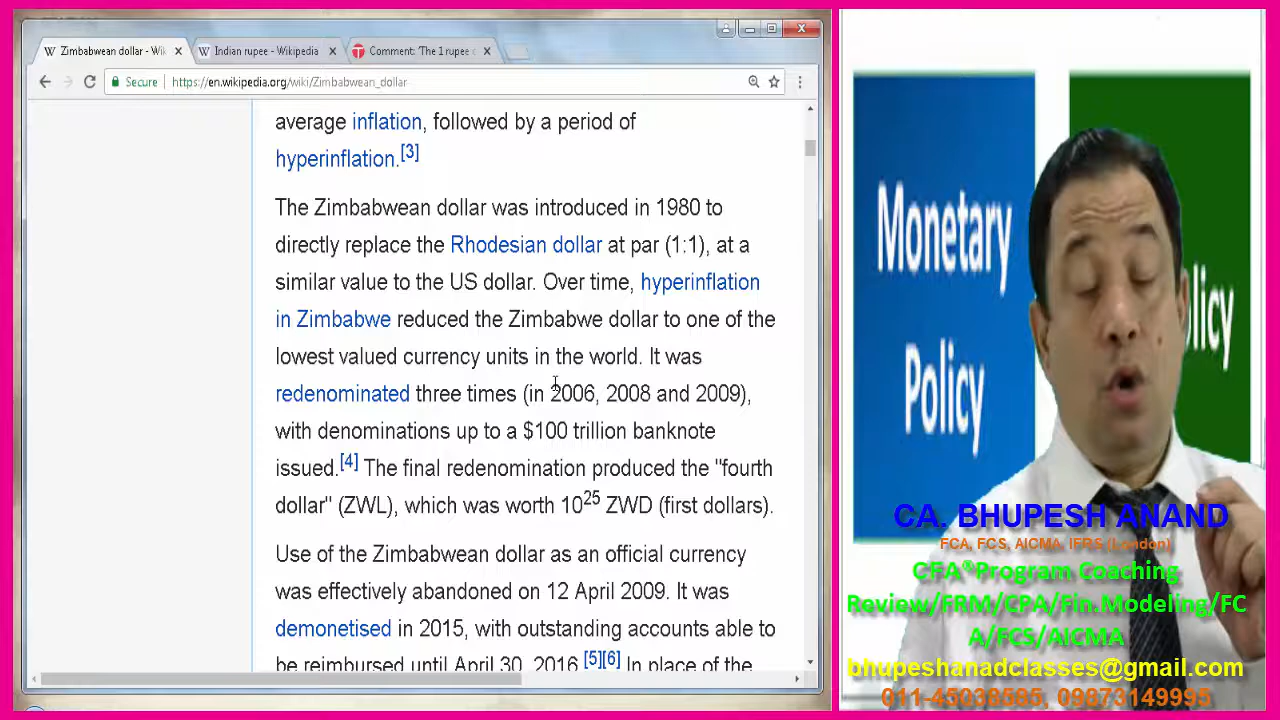 Zimbabwean dollar - Wik
Indian rupee - Wikipedia
Comment: 'The 1 rupee c
Secure https://en.wikipedia.org/wiki/Zimbabwean_dollar
average inflation, followed by a period of
hyperinflation.[3]
The Zimbabwean dollar was introduced in 1980 to
directly replace the Rhodesian dollar at par (1:1), at a
similar value to the US dollar. Over time, hyperinflation
in Zimbabwe reduced the Zimbabwe dollar to one of the
lowest valued currency units in the world. It was
redenominated three times (in 2006, 2008 and 2009),
with denominations up to a $100 trillion banknote
issued.[4] The final redenomination produced the "fourth
dollar" (ZWL), which was worth 10²⁵ ZWD (first dollars).
Use of the Zimbabwean dollar as an official currency
was effectively abandoned on 12 April 2009. It was
demonetised in 2015, with outstanding accounts able to
be reimbursed until April 30, 2016.[5][6] In place of the
Monetary
Policy
licy
CA. BHUPESH ANAND
FCA, FCS, AICMA, IFRS (London)
CFA®Program Coaching
Review/FRM/CPA/Fin.Modeling/FC
A/FCS/AICMA
bhupeshanadclasses@gmail.com
011-45038585, 09873149995